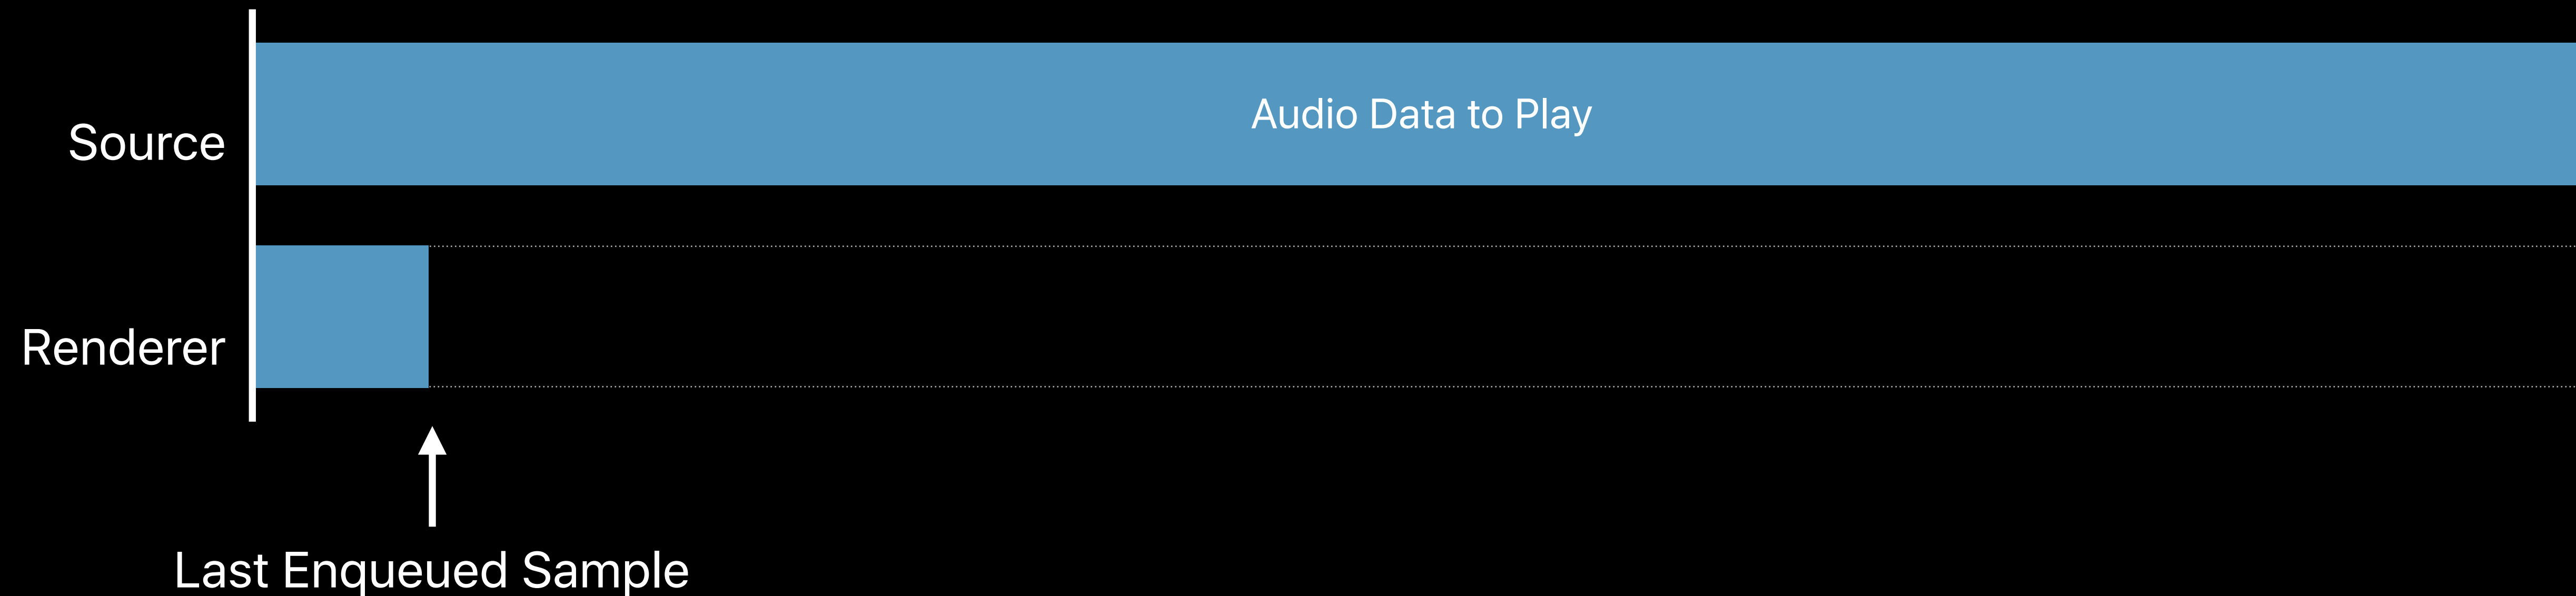 Audio Data to Play
Source
Renderer
Last Enqueued Sample